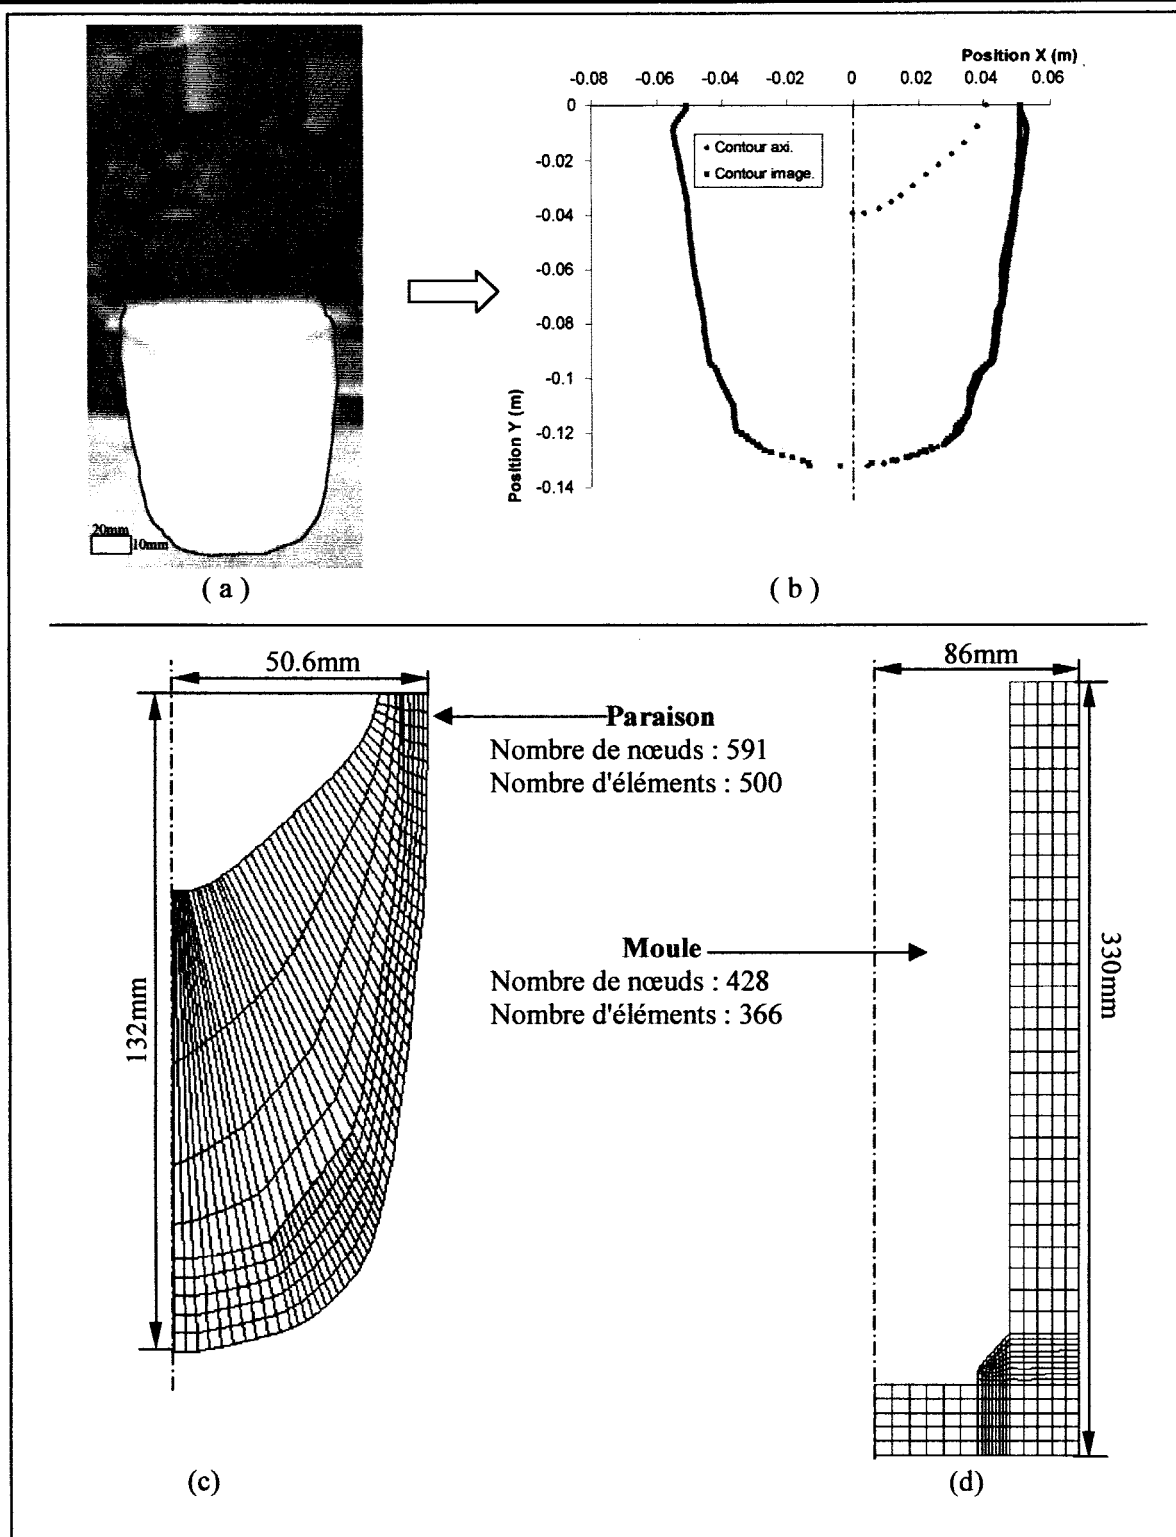 Position X (m)
-0.08 -0.06 -0.04 -0.02 0 0.02 0.04 0.06
0
-0.02
-0.04
-0.06
-0.08
-0.1
-0.12
-0.14
Position Y (m)
Contour axi.
Contour image.
20mm
10mm
( a )
( b )
50.6mm
132mm
Paraison
Nombre de nœuds : 591
Nombre d'éléments : 500
Moule
Nombre de nœuds : 428
Nombre d'éléments : 366
86mm
330mm
(c)
(d)